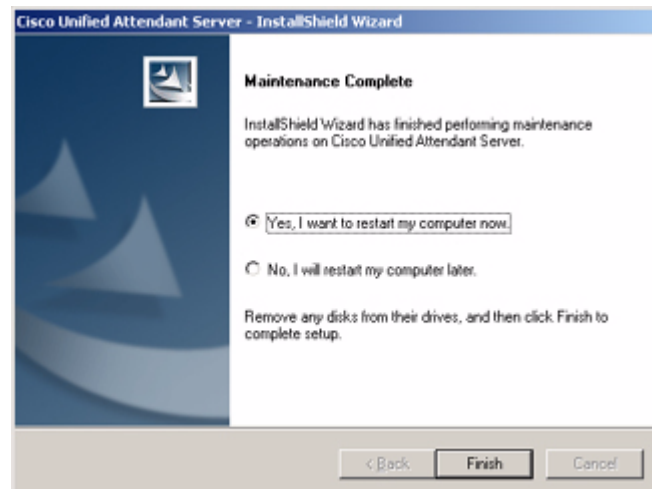 Cisco Unified Attendant Server - InstallShield Wizard
Maintenance Complete
InstallShield Wizard has finished performing maintenance
operations on Cisco Unified Attendant Server.
Yes, I want to restart my computer now.
No, I will restart my computer later.
Remove any disks from their drives, and then click Finish to
complete setup.
< Back Finish Cancel